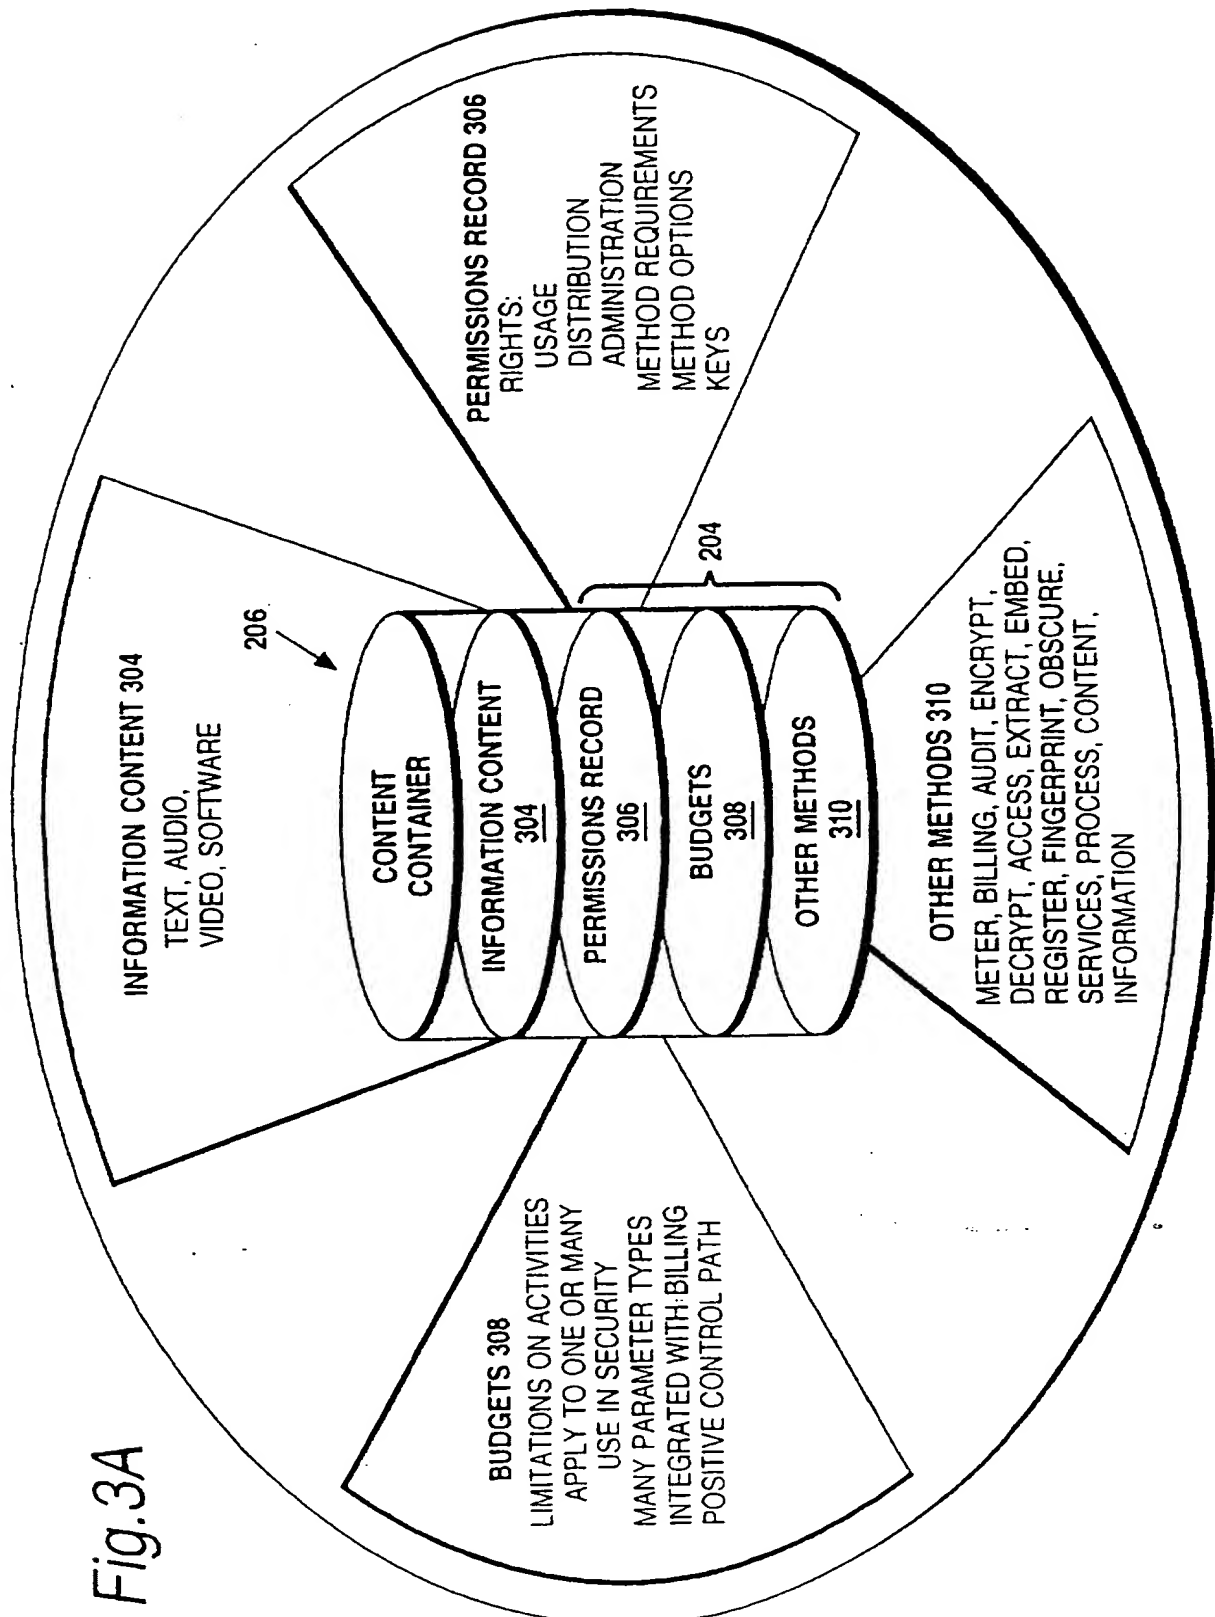 Fig.3A
INFORMATION CONTENT 304
TEXT, AUDIO,
VIDEO, SOFTWARE
206
BUDGETS 308
LIMITATIONS ON ACTIVITIES
APPLY TO ONE OR MANY
USE IN SECURITY
MANY PARAMETER TYPES
INTEGRATED WITH BILLING
POSITIVE CONTROL PATH
CONTENT
CONTAINER
INFORMATION CONTENT
304
PERMISSIONS RECORD
306
BUDGETS
308
OTHER METHODS
310
204
PERMISSIONS RECORD 306
RIGHTS:
USAGE
DISTRIBUTION
ADMINISTRATION
METHOD REQUIREMENTS
METHOD OPTIONS
KEYS
OTHER METHODS 310
METER, BILLING, AUDIT, ENCRYPT,
DECRYPT, ACCESS, EXTRACT, EMBED,
REGISTER, FINGERPRINT, OBSCURE,
SERVICES, PROCESS, CONTENT,
INFORMATION